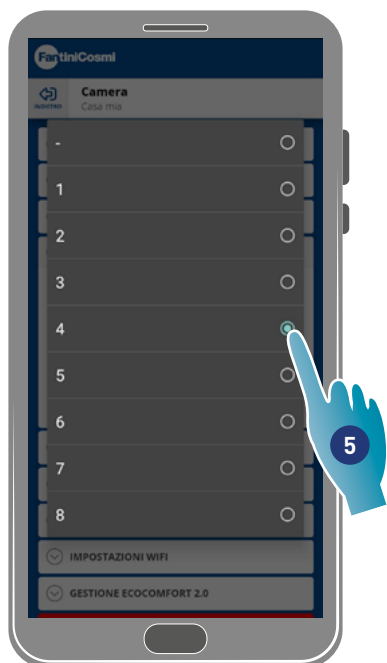 FantiniCosmi
INDIETRO
Camera
Casa mia
-
1
2
3
4
5
6
7
8
5
IMPOSTAZIONI WIFI
GESTIONE ECOCOMFORT 2.0